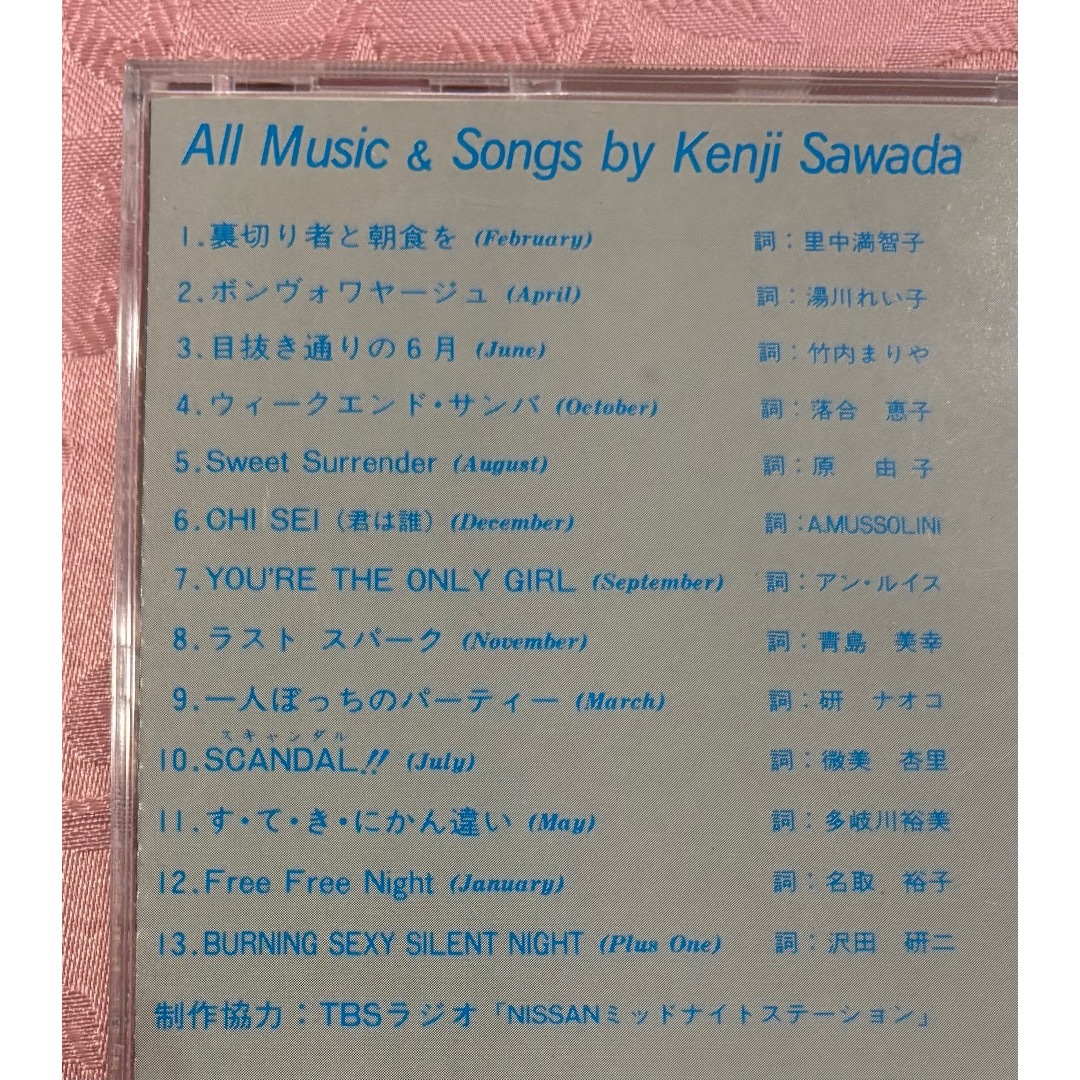 All Music & Songs by Kenji Sawada
1.裏切り者と朝食を (February) 詞：里中満智子
2.ボンヴォワヤージュ (April) 詞：湯川れい子
3.目抜き通りの6月 (June) 詞：竹内まりや
4.ウィークエンド・サンバ (October) 詞：落合 恵子
5.Sweet Surrender (August) 詞：原 由子
6.CHI SEI（君は誰）(December) 詞：A.MUSSOLINi
7.YOU'RE THE ONLY GIRL (September) 詞：アン・ルイス
8.ラスト スパーク (November) 詞：青島 美幸
9.一人ぼっちのパーティー (March) 詞：研 ナオコ
スキャンダル
10.SCANDAL!! (July) 詞：微美 杏里
11.す・て・き・にかん違い (May) 詞：多岐川裕美
12.Free Free Night (January) 詞：名取 裕子
13.BURNING SEXY SILENT NIGHT (Plus One) 詞：沢田 研二
制作協力：TBSラジオ「NISSANミッドナイトステーション」